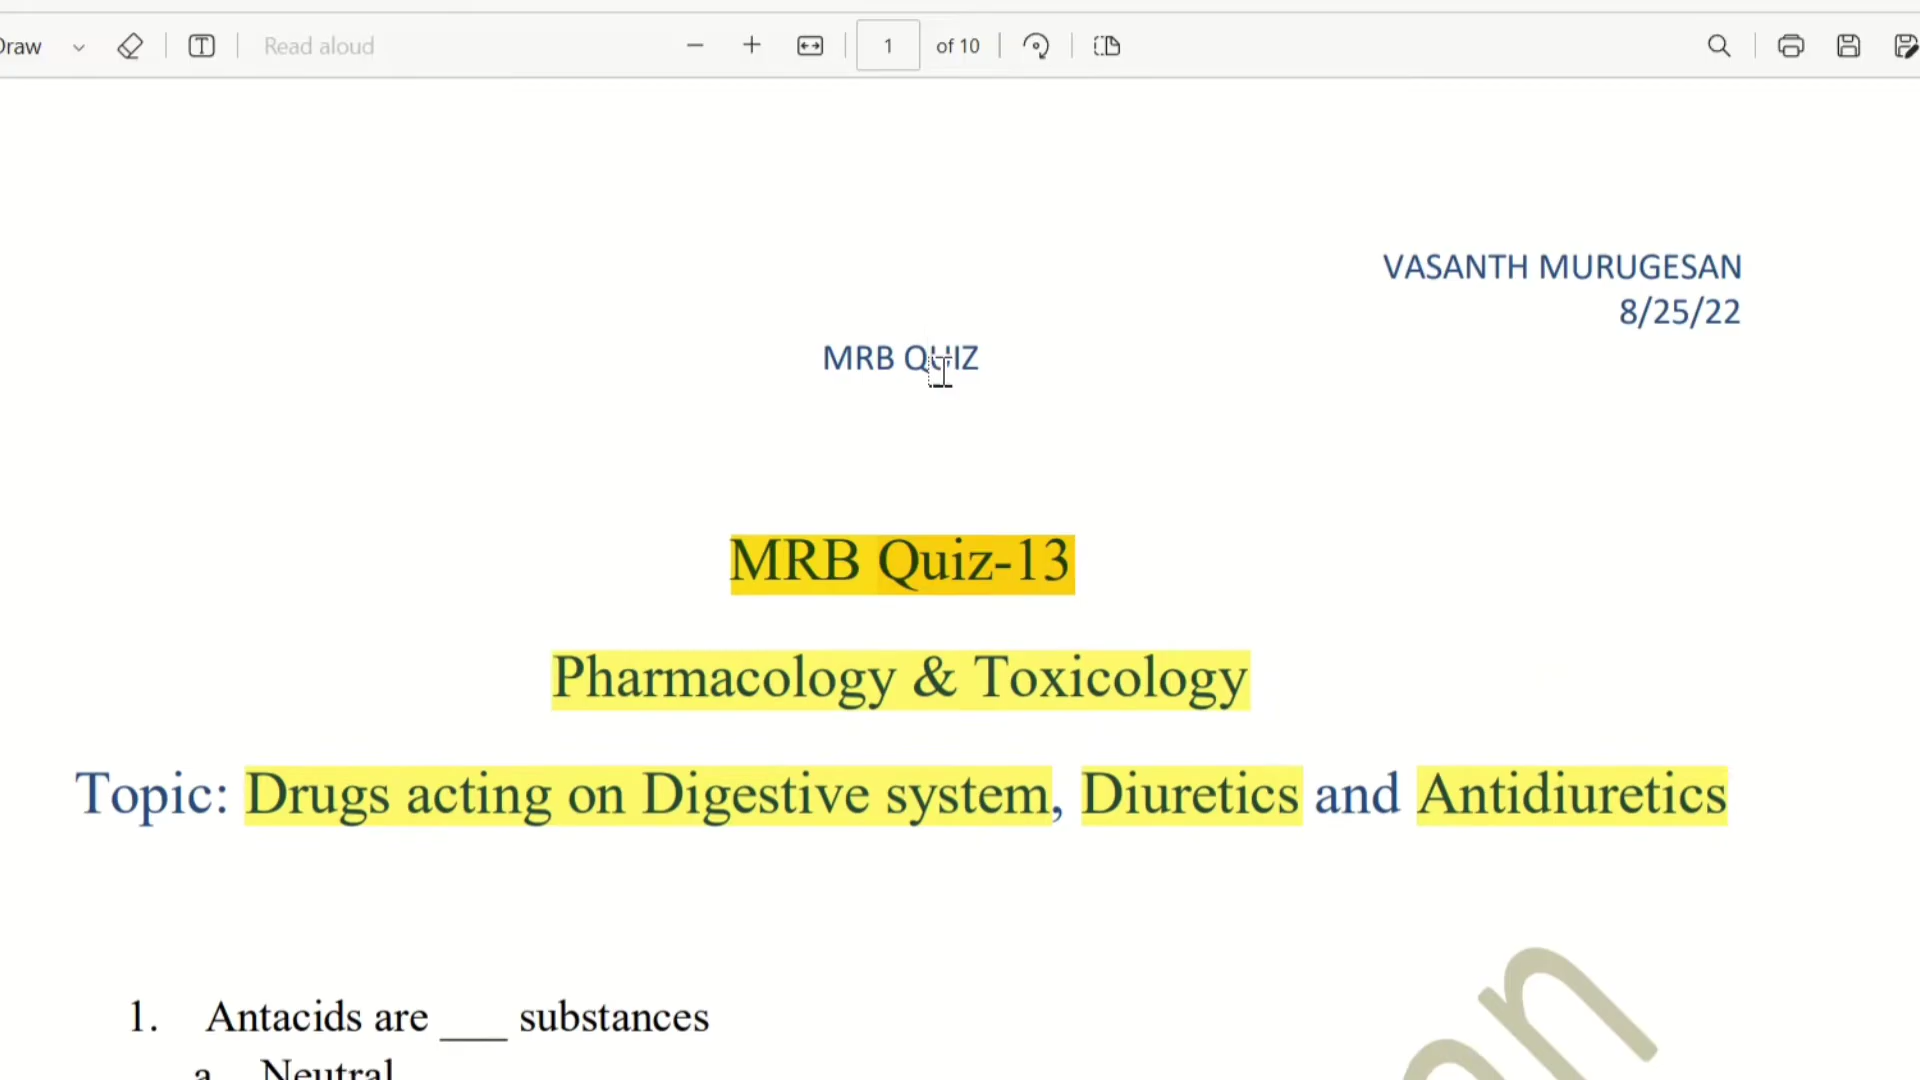 Draw
Read aloud
1 of 10
VASANTH MURUGESAN
8/25/22
MRB QUIZ
MRB Quiz-13
Pharmacology & Toxicology
Topic: Drugs acting on Digestive system, Diuretics and Antidiuretics
1. Antacids are ___ substances
a. Neutral